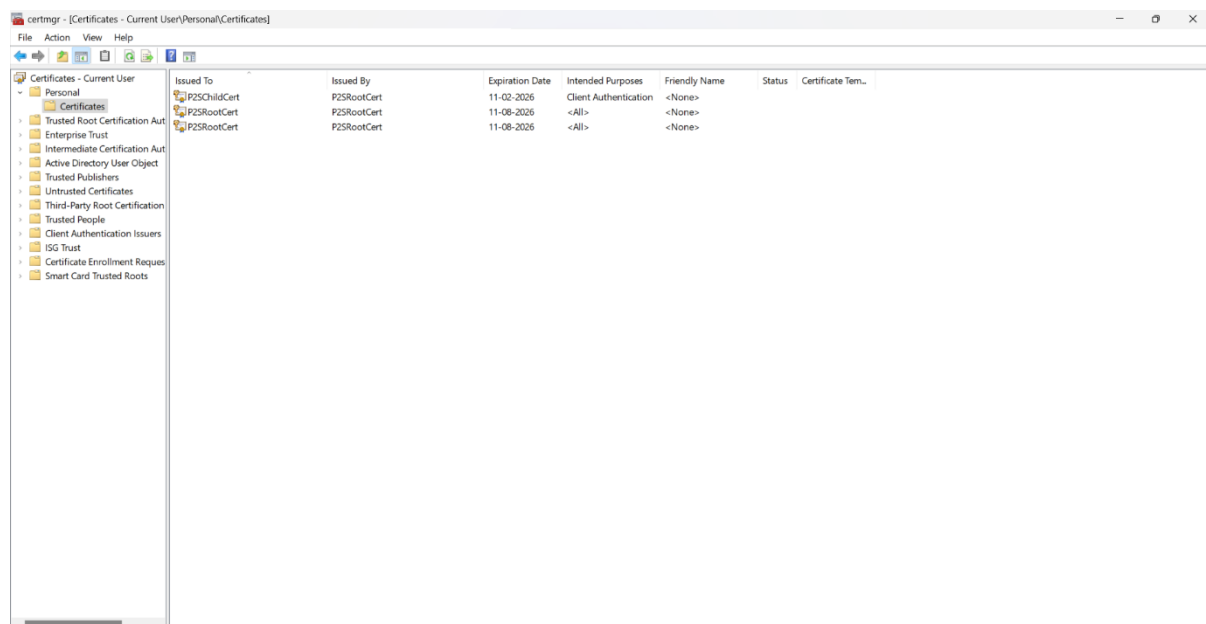 certmgr - [Certificates - Current User\Personal\Certificates]
File Action View Help
Certificates - Current User
Personal
Certificates
Trusted Root Certification Aut
Enterprise Trust
Intermediate Certification Aut
Active Directory User Object
Trusted Publishers
Untrusted Certificates
Third-Party Root Certification
Trusted People
Client Authentication Issuers
ISG Trust
Certificate Enrollment Reques
Smart Card Trusted Roots
Issued To Issued By Expiration Date Intended Purposes Friendly Name Status Certificate Tem...
P2SChildCert P2SRootCert 11-02-2026 Client Authentication <None>
P2SRootCert P2SRootCert 11-08-2026 <All> <None>
P2SRootCert P2SRootCert 11-08-2026 <All> <None>